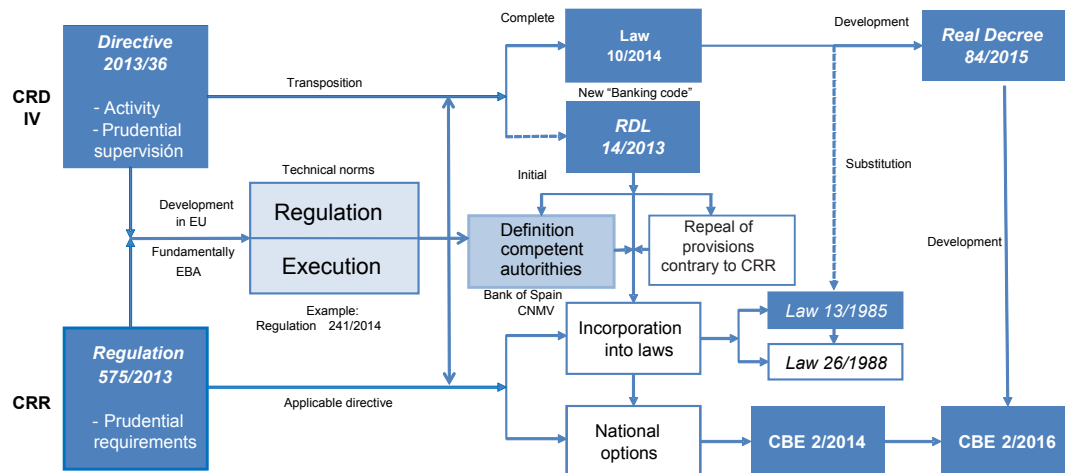 CRD
IV
Directive
2013/36
- Activity
- Prudential
supervisión
Transposition
Complete
Law
10/2014
New “Banking code”
RDL
14/2013
Initial
Development
Real Decree
84/2015
Substitution
Development
Technical norms
Development
in EU
Fundamentally
EBA
Regulation
Execution
Example:
Regulation 241/2014
Definition
competent
autorithies
Bank of Spain
CNMV
Repeal of
provisions
contrary to CRR
Incorporation
into laws
Law 13/1985
Law 26/1988
CRR
Regulation
575/2013
- Prudential
requirements
Applicable directive
National
options
CBE 2/2014
CBE 2/2016